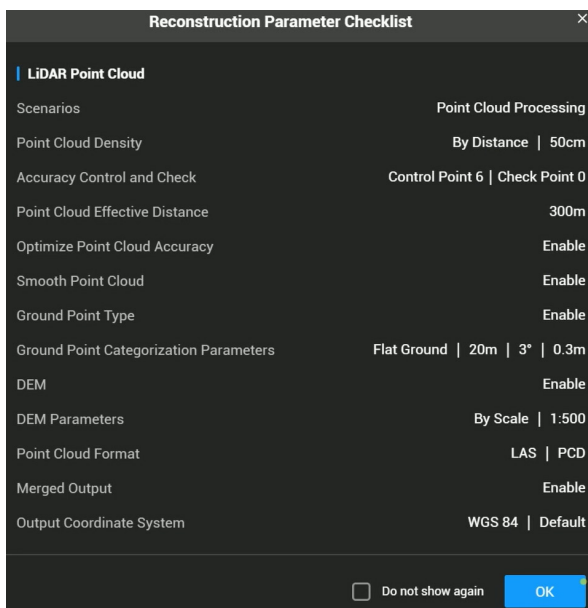 Reconstruction Parameter Checklist ×
LiDAR Point Cloud
Scenarios Point Cloud Processing
Point Cloud Density By Distance | 50cm
Accuracy Control and Check Control Point 6 | Check Point 0
Point Cloud Effective Distance 300m
Optimize Point Cloud Accuracy Enable
Smooth Point Cloud Enable
Ground Point Type Enable
Ground Point Categorization Parameters Flat Ground | 20m | 3° | 0.3m
DEM Enable
DEM Parameters By Scale | 1:500
Point Cloud Format LAS | PCD
Merged Output Enable
Output Coordinate System WGS 84 | Default
Do not show again OK